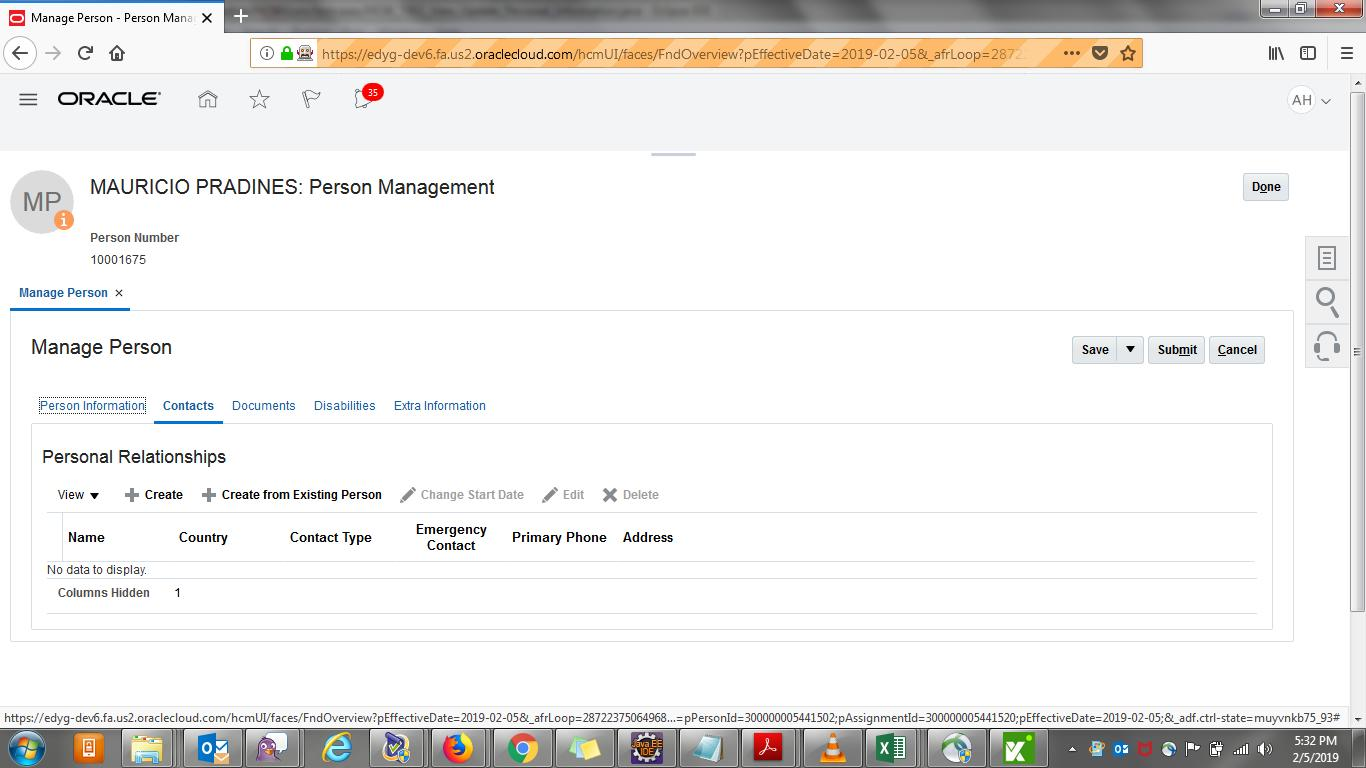 Manage Person - Person Mana
https://edyg-dev6.fa.us2.oraclecloud.com/hcmUI/faces/FndOverview?pEffectiveDate=2019-02-05&_afrLoop=28722
ORACLE
35
AH
MP
i
MAURICIO PRADINES: Person Management
Done
Person Number
10001675
Manage Person
Manage Person
Save
Submit
Cancel
Person Information
Contacts
Documents
Disabilities
Extra Information
Personal Relationships
View
Create
Create from Existing Person
Change Start Date
Edit
Delete
Name
Country
Contact Type
Emergency
Contact
Primary Phone
Address
No data to display.
Columns Hidden 1
https://edyg-dev6.fa.us2.oraclecloud.com/hcmUI/faces/FndOverview?pEffectiveDate=2019-02-05&_afrLoop=28722375064968...=pPersonId=300000005441502;pAssignmentId=300000005441520;pEffectiveDate=2019-02-05;&_adf.ctrl-state=muyvnkb75_93#
Java EE
IDE
5:32 PM
2/5/2019